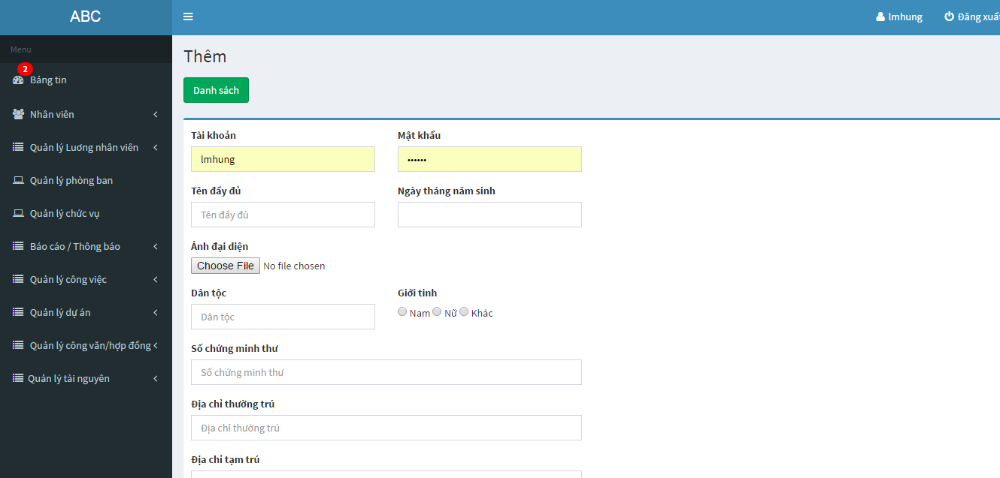 ABC
lmhung
Đăng xuất
Menu
2
Bảng tin
Nhân viên
Quản lý Lương nhân viên
Quản lý phòng ban
Quản lý chức vụ
Báo cáo / Thông báo
Quản lý công việc
Quản lý dự án
Quản lý công văn/hợp đồng
Quản lý tài nguyên
Thêm
Danh sách
Tài khoản Mật khẩu
lmhung ••••••
Tên đầy đủ Ngày tháng năm sinh
Tên đầy đủ
Ảnh đại diện
Choose File No file chosen
Dân tộc Giới tính
Dân tộc Nam Nữ Khác
Số chứng minh thư
Số chứng minh thư
Địa chỉ thường trú
Địa chỉ thường trú
Địa chỉ tạm trú